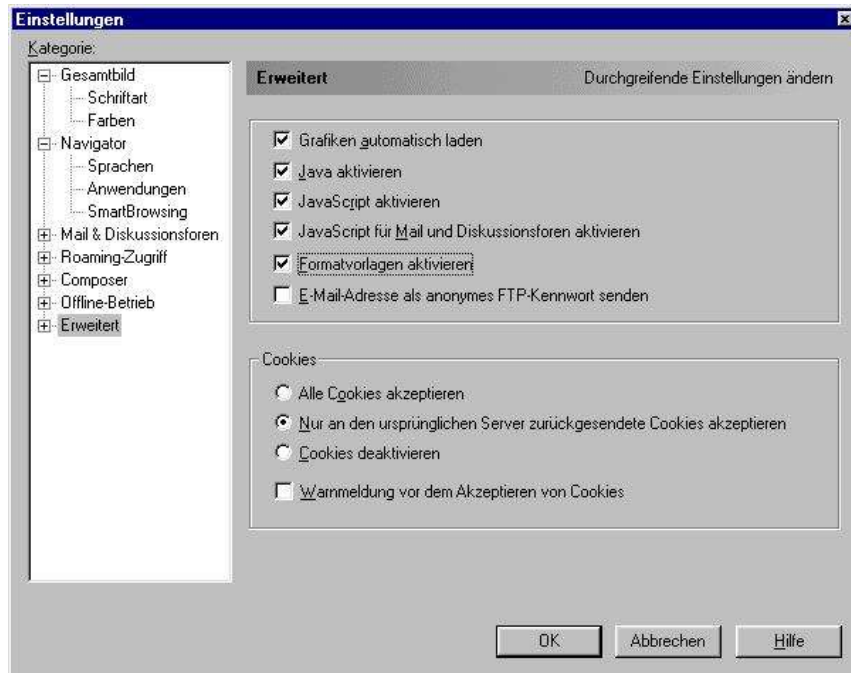 Einstellungen
Kategorie:
Gesamtbild
Schriftart
Farben
Navigator
Sprachen
Anwendungen
SmartBrowsing
Mail & Diskussionsforen
Roaming-Zugriff
Composer
Offline-Betrieb
Erweitert
Erweitert Durchgreifende Einstellungen ändern
Grafiken automatisch laden
Java aktivieren
JavaScript aktivieren
JavaScript für Mail und Diskussionsforen aktivieren
Formatvorlagen aktivieren
E-Mail-Adresse als anonymes FTP-Kennwort senden
Cookies
Alle Cookies akzeptieren
Nur an den ursprünglichen Server zurückgesendete Cookies akzeptieren
Cookies deaktivieren
Warnmeldung vor dem Akzeptieren von Cookies
OK Abbrechen Hilfe